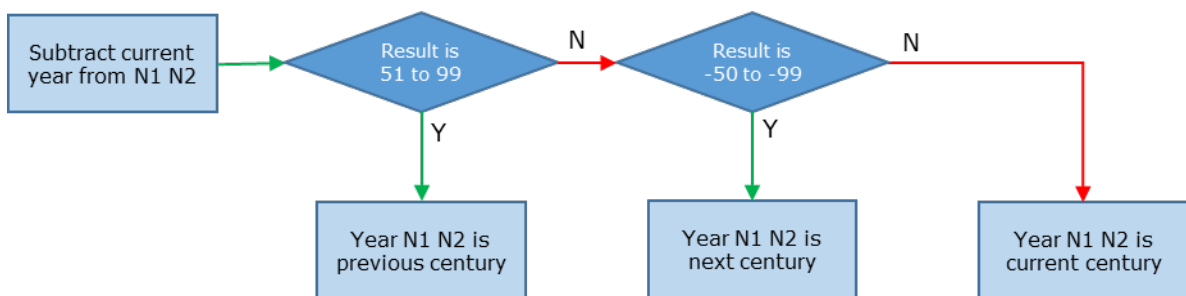 Subtract current
year from N1 N2
Result is
51 to 99
N
Result is
-50 to -99
N
Y
Y
Year N1 N2 is
previous century
Year N1 N2 is
next century
Year N1 N2 is
current century